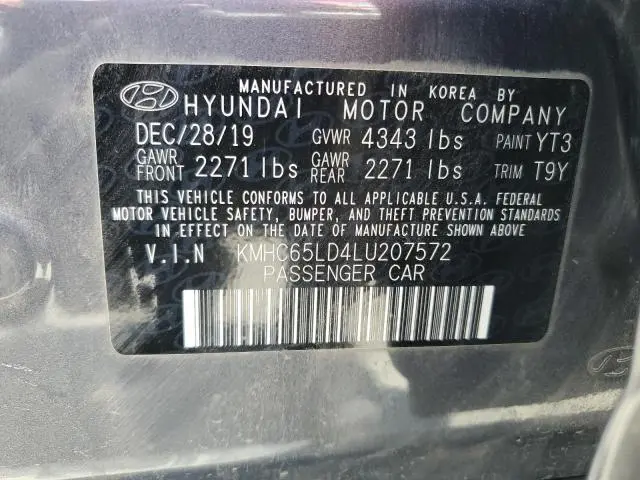 MANUFACTURED IN KOREA BY
HYUNDAI MOTOR COMPANY
DEC/28/19 GVWR 4343 lbs PAINT YT3
GAWR FRONT 2271 lbs GAWR REAR 2271 lbs TRIM T9Y
THIS VEHICLE CONFORMS TO ALL APPLICABLE U.S.A. FEDERAL
MOTOR VEHICLE SAFETY, BUMPER, AND THEFT PREVENTION STANDARDS
IN EFFECT ON THE DATE OF MANUFACTURE SHOWN ABOVE.
V.I.N KMHC65LD4LU207572
PASSENGER CAR